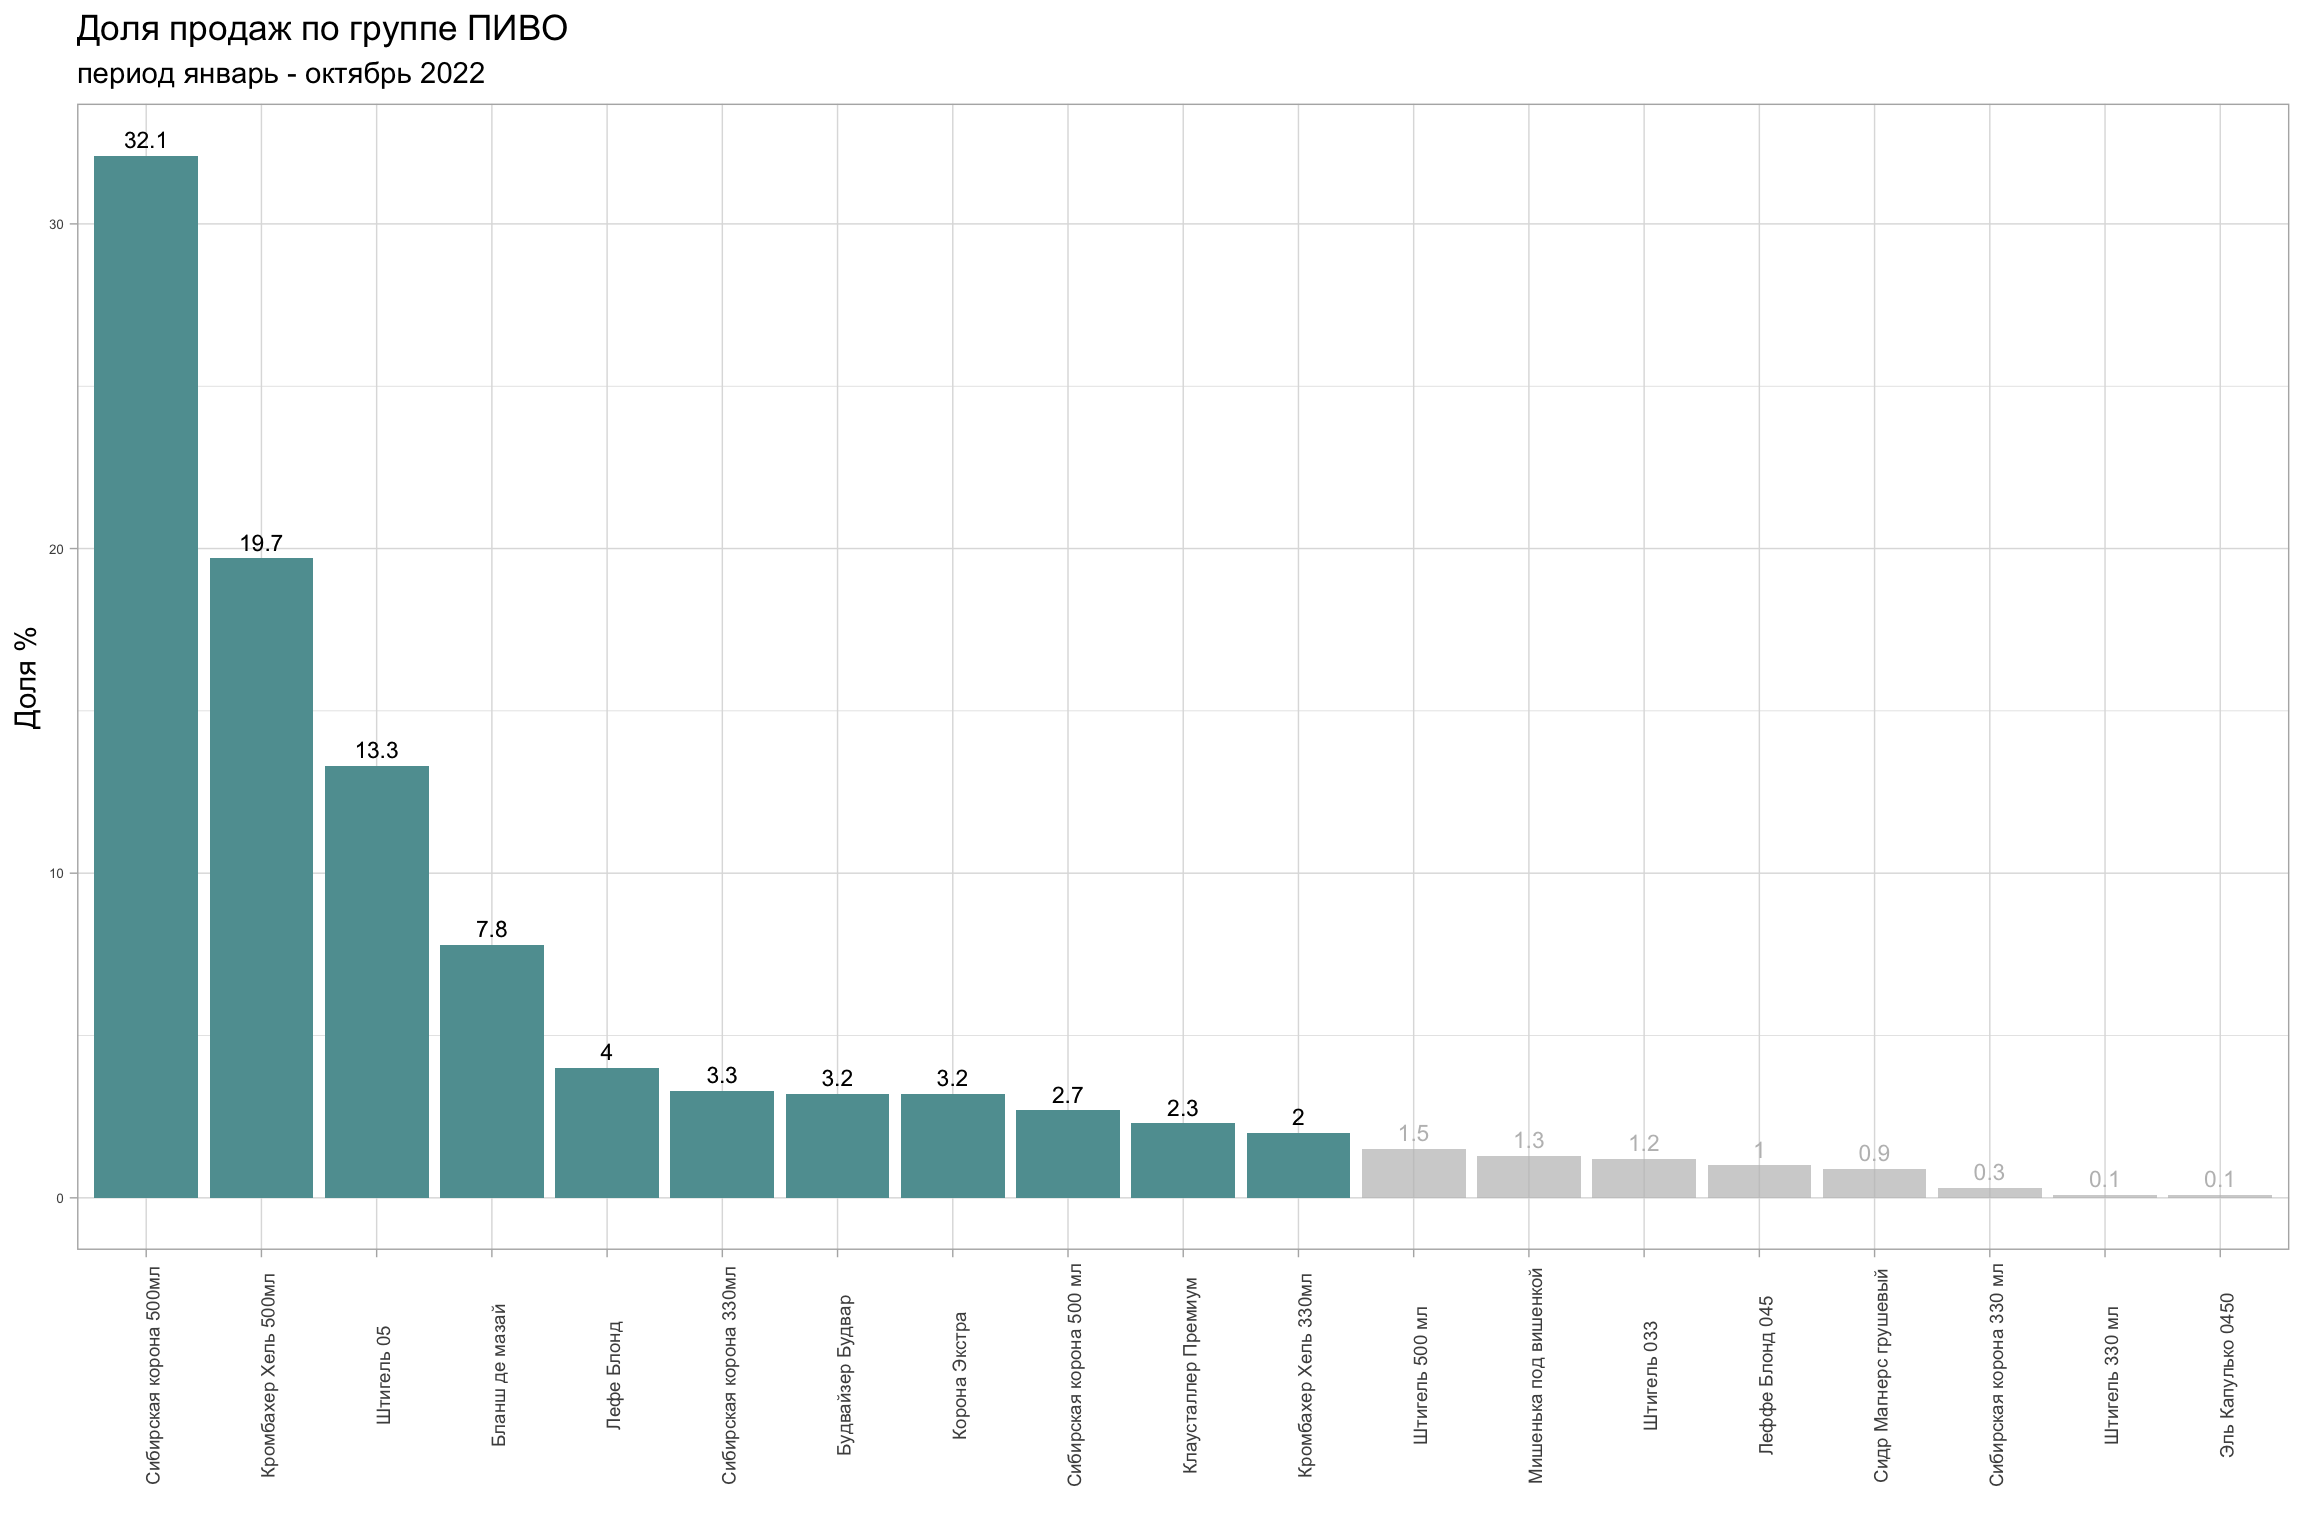 Доля продаж по группе ПИВО
период январь - октябрь 2022
Доля %
30
20
10
0
32.1
19.7
13.3
7.8
4
3.3
3.2
3.2
2.7
2.3
2
1.5
1.3
1.2
1
0.9
0.3
0.1
0.1
Сибирская корона 500мл
Кромбахер Хель 500мл
Штигель 05
Бланш де мазай
Лефе Блонд
Сибирская корона 330мл
Будвайзер Будвар
Корона Экстра
Сибирская корона 500 мл
Клаусталлер Премиум
Кромбахер Хель 330мл
Штигель 500 мл
Мишенька под вишенкой
Штигель 033
Леффе Блонд 045
Сидр Магнерс грушевый
Сибирская корона 330 мл
Штигель 330 мл
Эль Капулько 0450